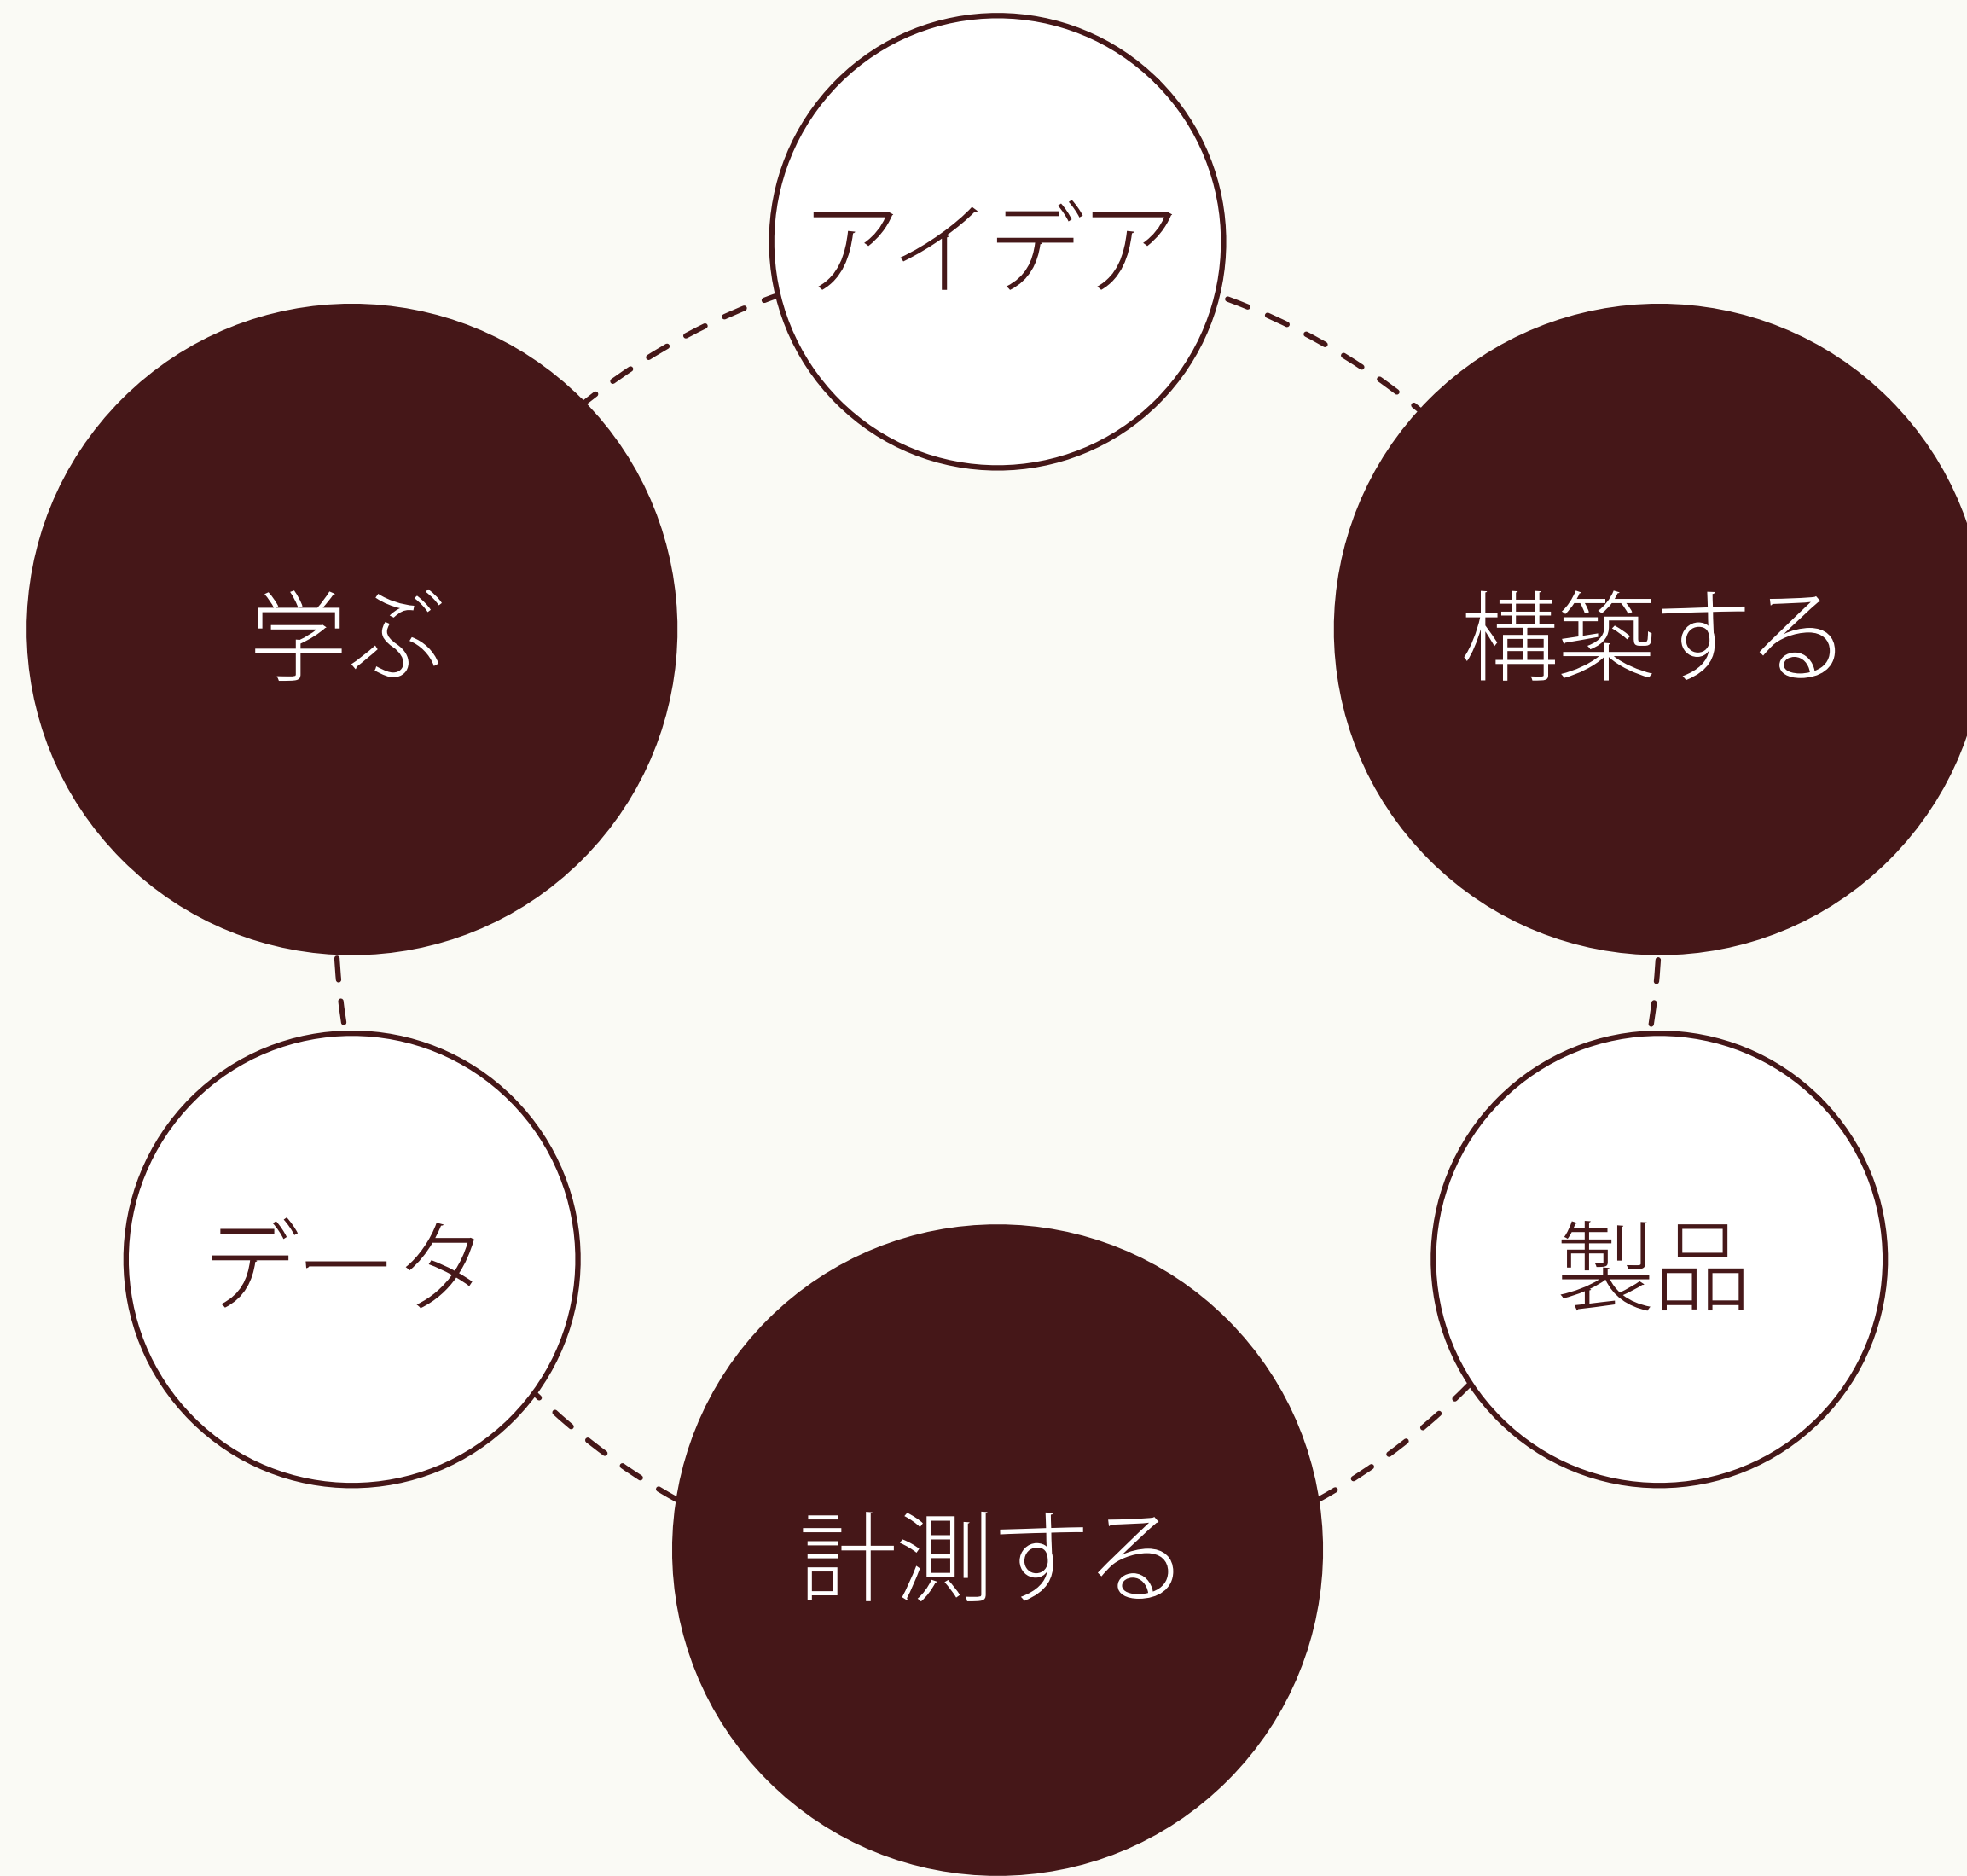 アイデア
学ぶ
構築する
データ
製品
計測する